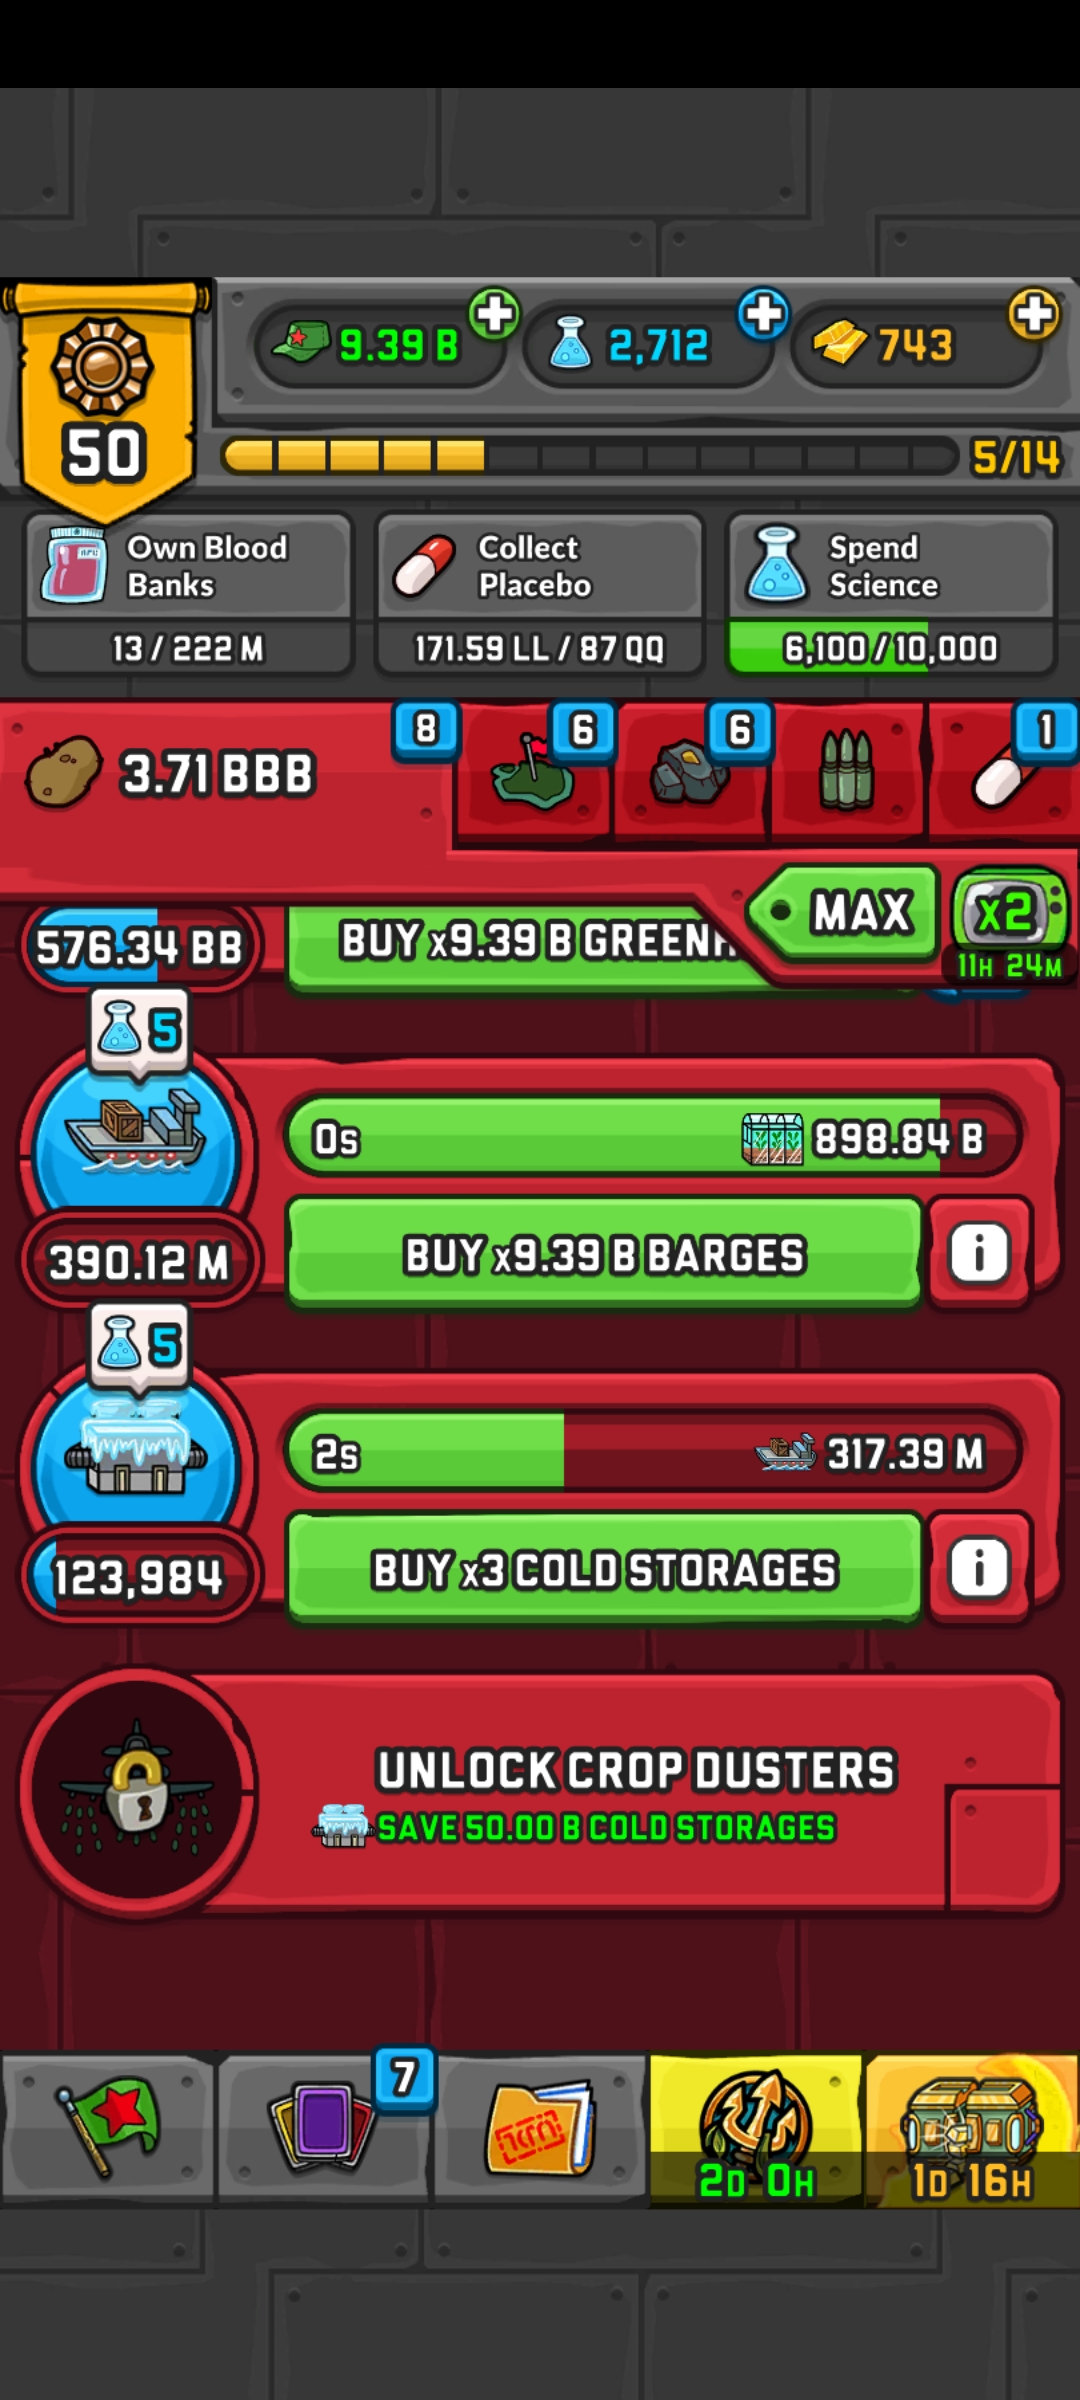 9.39 B
2,712
743
50
5/14
Own Blood
Banks
13 / 222 M
Collect
Placebo
171.59 LL / 87 QQ
Spend
Science
6,100 / 10,000
3.71 BBB
8
6
6
1
MAX
x2
11H 24M
576.34 BB
BUY x9.39 B GREENH
5
0s
898.84 B
390.12 M
BUY x9.39 B BARGES
i
5
2s
317.39 M
123,984
BUY x3 COLD STORAGES
i
UNLOCK CROP DUSTERS
SAVE 50.00 B COLD STORAGES
7
2D 0H
1D 16H